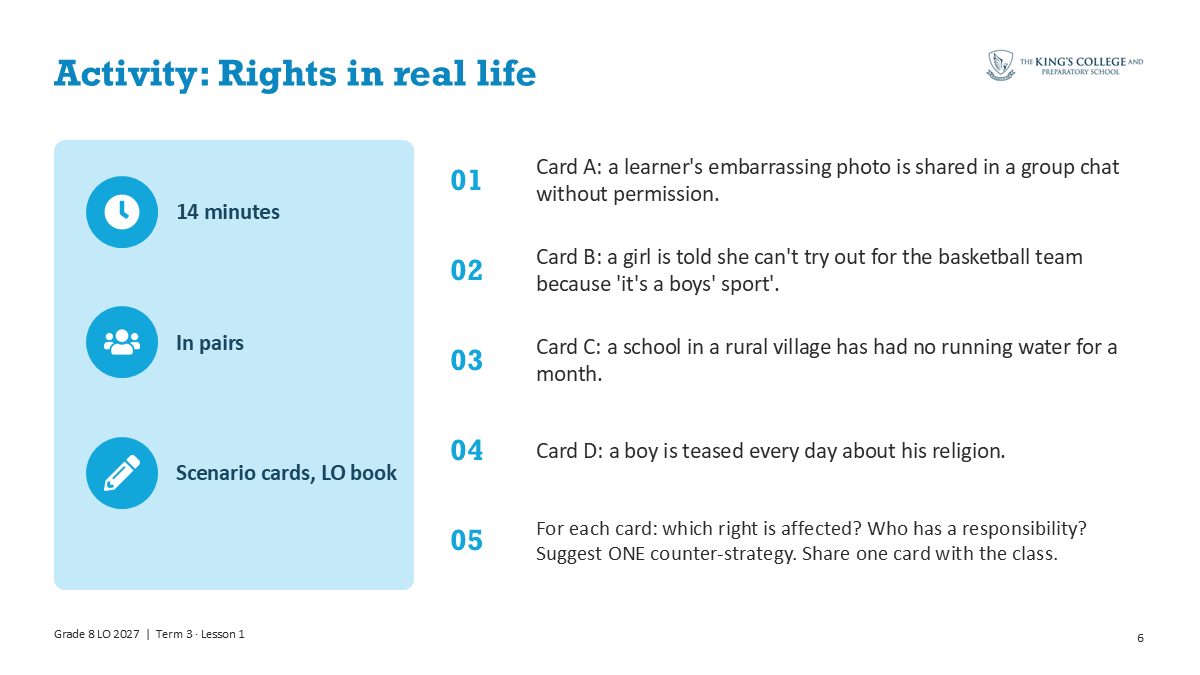 Activity: Rights in real life
THE KING'S COLLEGE AND
PREPARATORY SCHOOL
14 minutes
In pairs
Scenario cards, LO book
01
Card A: a learner's embarrassing photo is shared in a group chat
without permission.
02
Card B: a girl is told she can't try out for the basketball team
because 'it's a boys' sport'.
03
Card C: a school in a rural village has had no running water for a
month.
04
Card D: a boy is teased every day about his religion.
05
For each card: which right is affected? Who has a responsibility?
Suggest ONE counter-strategy. Share one card with the class.
Grade 8 LO 2027 | Term 3 · Lesson 1
6